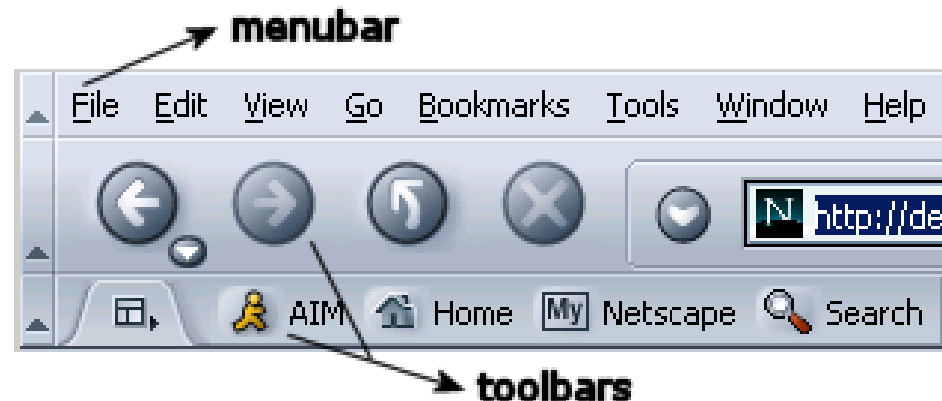 menubar
File Edit View Go Bookmarks Tools Window Help
N http://de
AIM Home My Netscape Search
toolbars